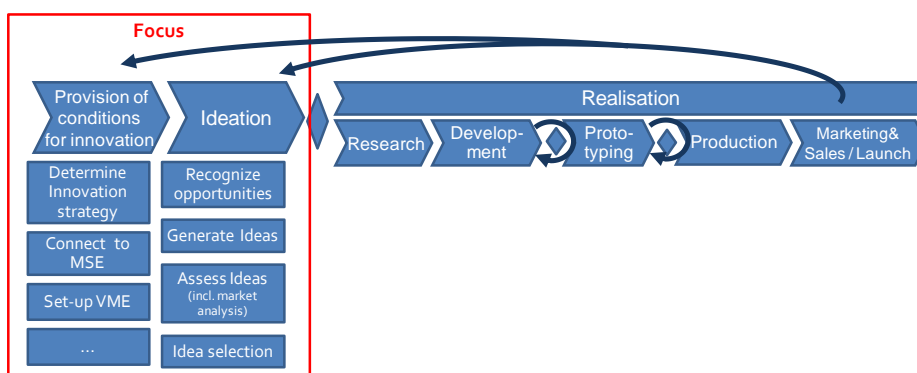 Focus
Provision of
conditions
for innovation
Ideation
Realisation
Research
Develop-
ment
Proto-
typing
Production
Marketing&
Sales / Launch
Determine
Innovation
strategy
Connect to
MSE
Set-up VME
...
Recognize
opportunities
Generate Ideas
Assess Ideas
(incl. market
analysis)
Idea selection